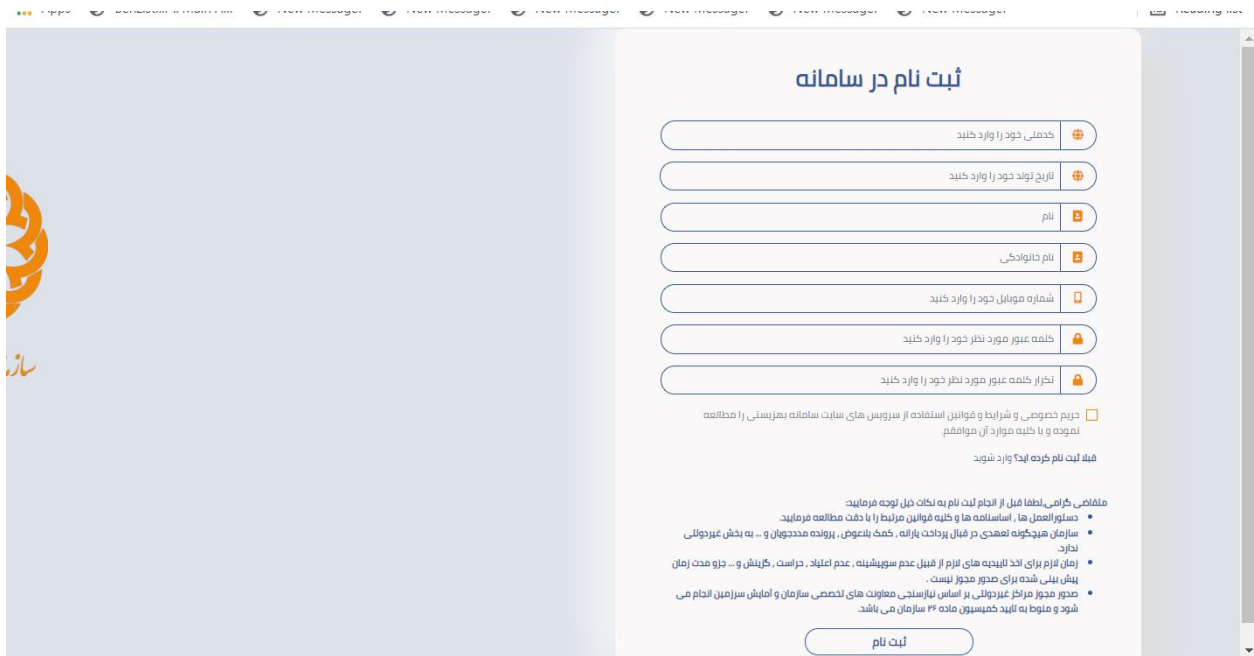 Apps
New Messager
New Messager
New Messager
New Messager
New Messager
New Messager
Reading list
ثبت نام در سامانه
کدملی خود را وارد کنید
تاریخ تولد خود را وارد کنید
نام
نام خانوادگی
شماره موبایل خود را وارد کنید
کلمه عبور مورد نظر خود را وارد کنید
تکرار کلمه عبور مورد نظر خود را وارد کنید
حریم خصوصی و شرایط و قوانین استفاده از سرویس های سایت سامانه بهزیستی را مطالعه
نموده و با کلیه موارد آن موافقم.
قبلا ثبت نام کرده اید؟ وارد شوید
متقاضی گرامی,لطفا قبل از انجام ثبت نام به نکات ذیل توجه فرمایید:
دستورالعمل ها , اساسنامه ها و کلیه قوانین مرتبط را با دقت مطالعه فرمایید.
سازمان هیچگونه تعهدی در قبال پرداخت یارانه , کمک بلاعوض , پرونده مددجویان و ... به بخش غیردولتی
ندارد.
زمان لازم برای اخذ تاییدیه های لازم از قبیل عدم سوپیشینه , عدم اعتیاد , حراست , گزینش و ... جزو مدت زمان
پیش بینی شده برای صدور مجوز نیست .
صدور مجوز مراکز غیردولتی بر اساس نیازسنجی معاونت های تخصصی سازمان و آمایش سرزمین انجام می
شود و منوط به تایید کمیسیون ماده ۲۶ سازمان می باشد.
ثبت نام